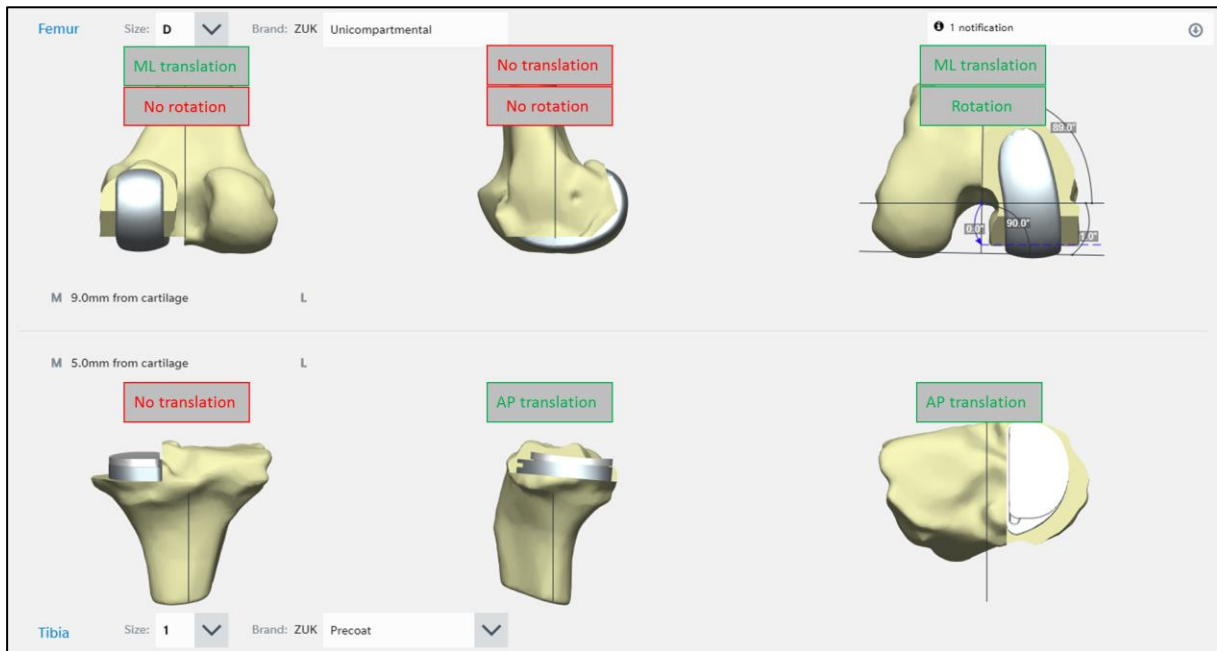 Femur Size: D Brand: ZUK Unicompartmental 1 notification
ML translation No translation ML translation
No rotation No rotation Rotation
89.0°
90.0°
0.0° 1.0°
M 9.0mm from cartilage L
M 5.0mm from cartilage L
No translation AP translation AP translation
Tibia Size: 1 Brand: ZUK Precoat